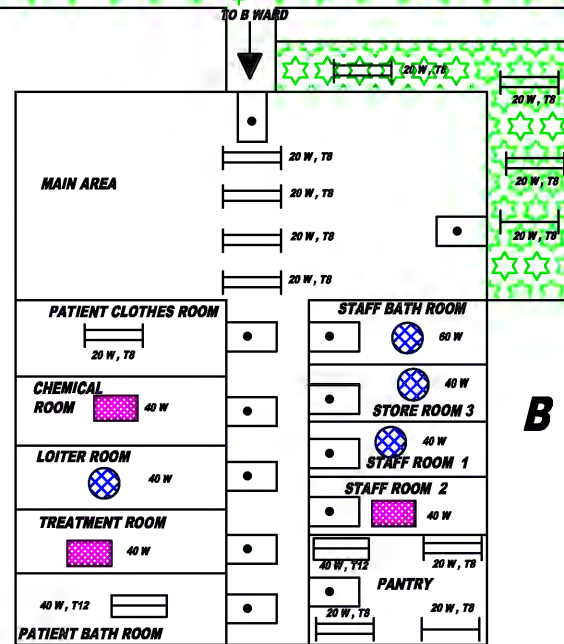 TO B WARD
20 W, T8
20 W, T8
20 W, T8
20 W, T8
MAIN AREA
20 W, T8
20 W, T8
20 W, T8
20 W, T8
PATIENT CLOTHES ROOM
20 W, T8
CHEMICAL
ROOM
40 W
LOITER ROOM
40 W
TREATMENT ROOM
40 W
40 W, T12
PATIENT BATH ROOM
STAFF BATH ROOM
60 W
40 W
STORE ROOM 3
40 W
STAFF ROOM 1
STAFF ROOM 2
40 W
40 W, T12
20 W, T8
PANTRY
20 W, T8
20 W, T8
B